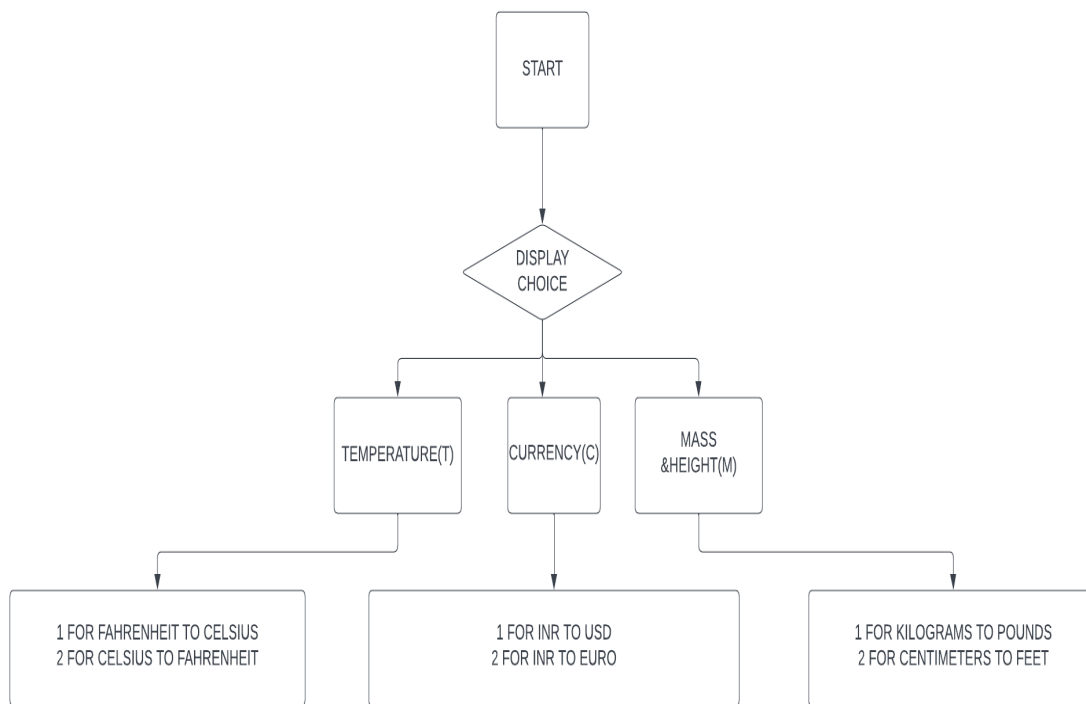 START
DISPLAY
CHOICE
TEMPERATURE(T)
CURRENCY(C)
MASS
&HEIGHT(M)
1 FOR FAHRENHEIT TO CELSIUS
2 FOR CELSIUS TO FAHRENHEIT
1 FOR INR TO USD
2 FOR INR TO EURO
1 FOR KILOGRAMS TO POUNDS
2 FOR CENTIMETERS TO FEET